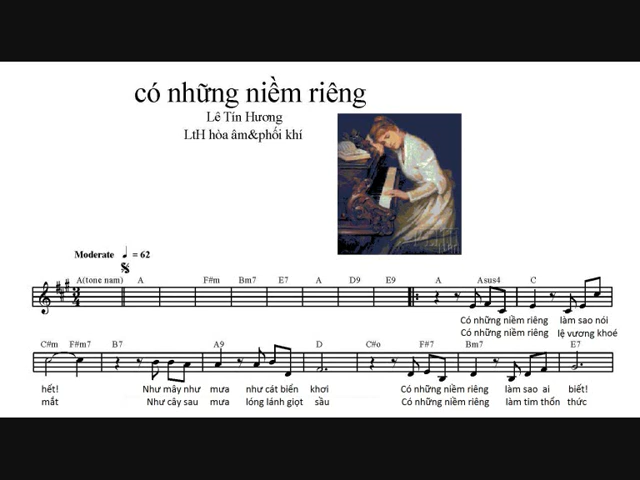 có những niềm riêng
Lê Tín Hương
LtH hòa âm&phối khí
Moderate ♩ = 62
A(tone nam) A F#m Bm7 E7 A D9 E9 A Asus4 C
Có những niềm riêng làm sao nói
Có những niềm riêng lệ vương khoé
C#m F#m7 B7 A9 D C#o F#7 Bm7 E7
hết! Như mây như mưa như cát biển khơi Có những niềm riêng làm sao ai biết!
mắt Như cây sau mưa lóng lánh giọt sầu Có những niềm riêng làm tim thổn thức